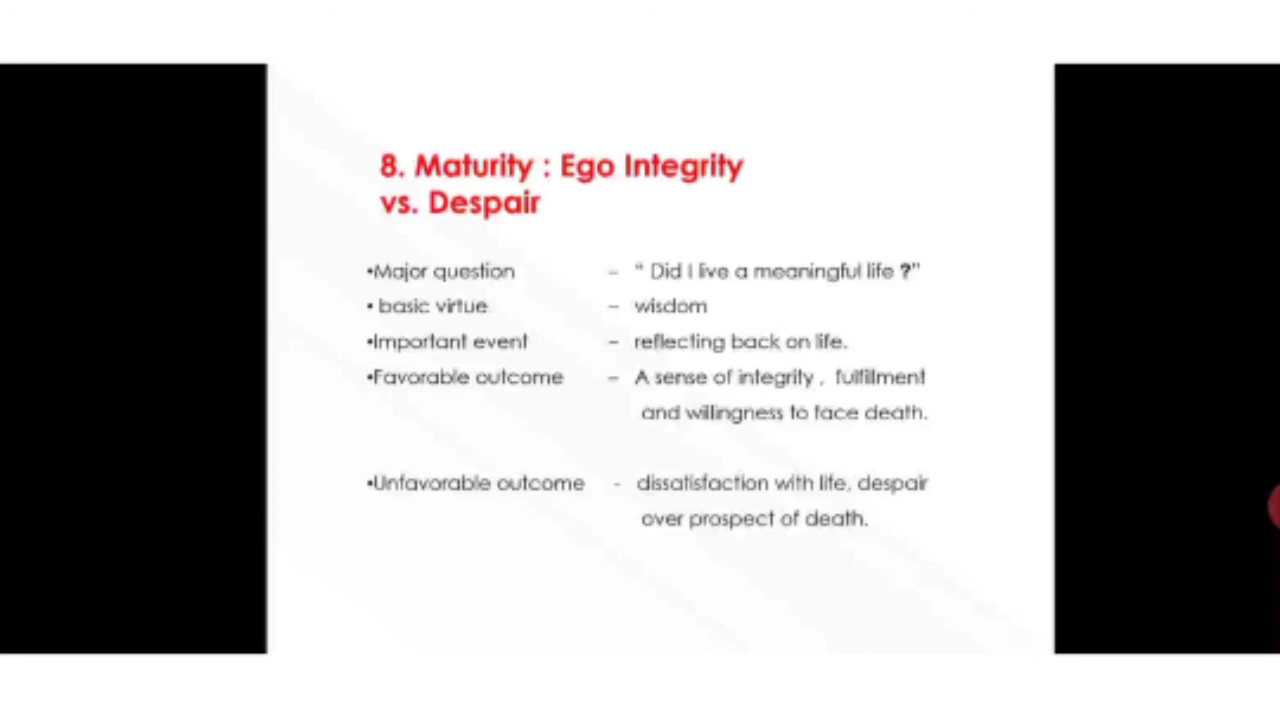 8. Maturity : Ego Integrity
vs. Despair
•Major question – “ Did I live a meaningful life ?”
• basic virtue – wisdom
•Important event – reflecting back on life.
•Favorable outcome – A sense of integrity , fulfillment
and willingness to face death.
•Unfavorable outcome - dissatisfaction with life, despair
over prospect of death.